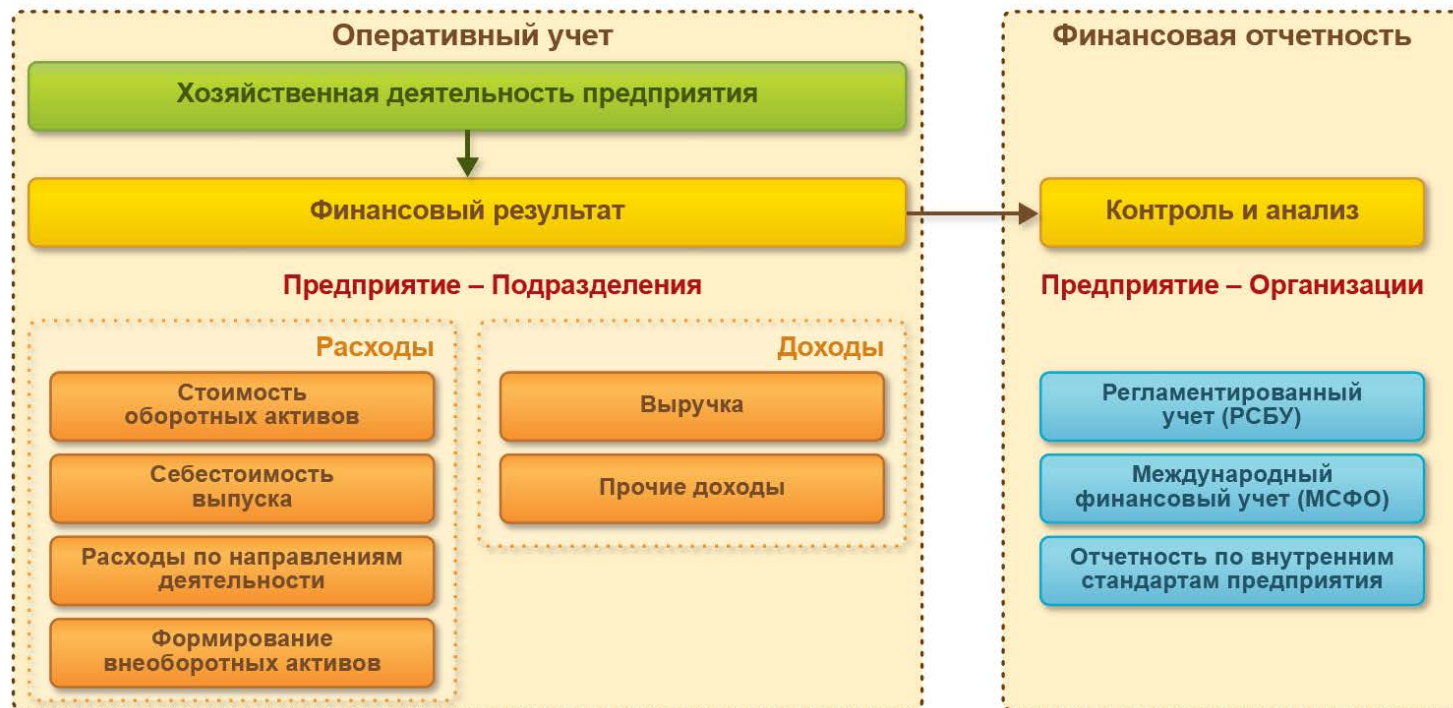 Оперативный учет
Хозяйственная деятельность предприятия
Финансовый результат
Предприятие – Подразделения
Расходы
Стоимость
оборотных активов
Себестоимость
выпуска
Расходы по направлениям
деятельности
Формирование
внеоборотных активов
Доходы
Выручка
Прочие доходы
Финансовая отчетность
Контроль и анализ
Предприятие – Организации
Регламентированный
учет (РСБУ)
Международный
финансовый учет (МСФО)
Отчетность по внутренним
стандартам предприятия